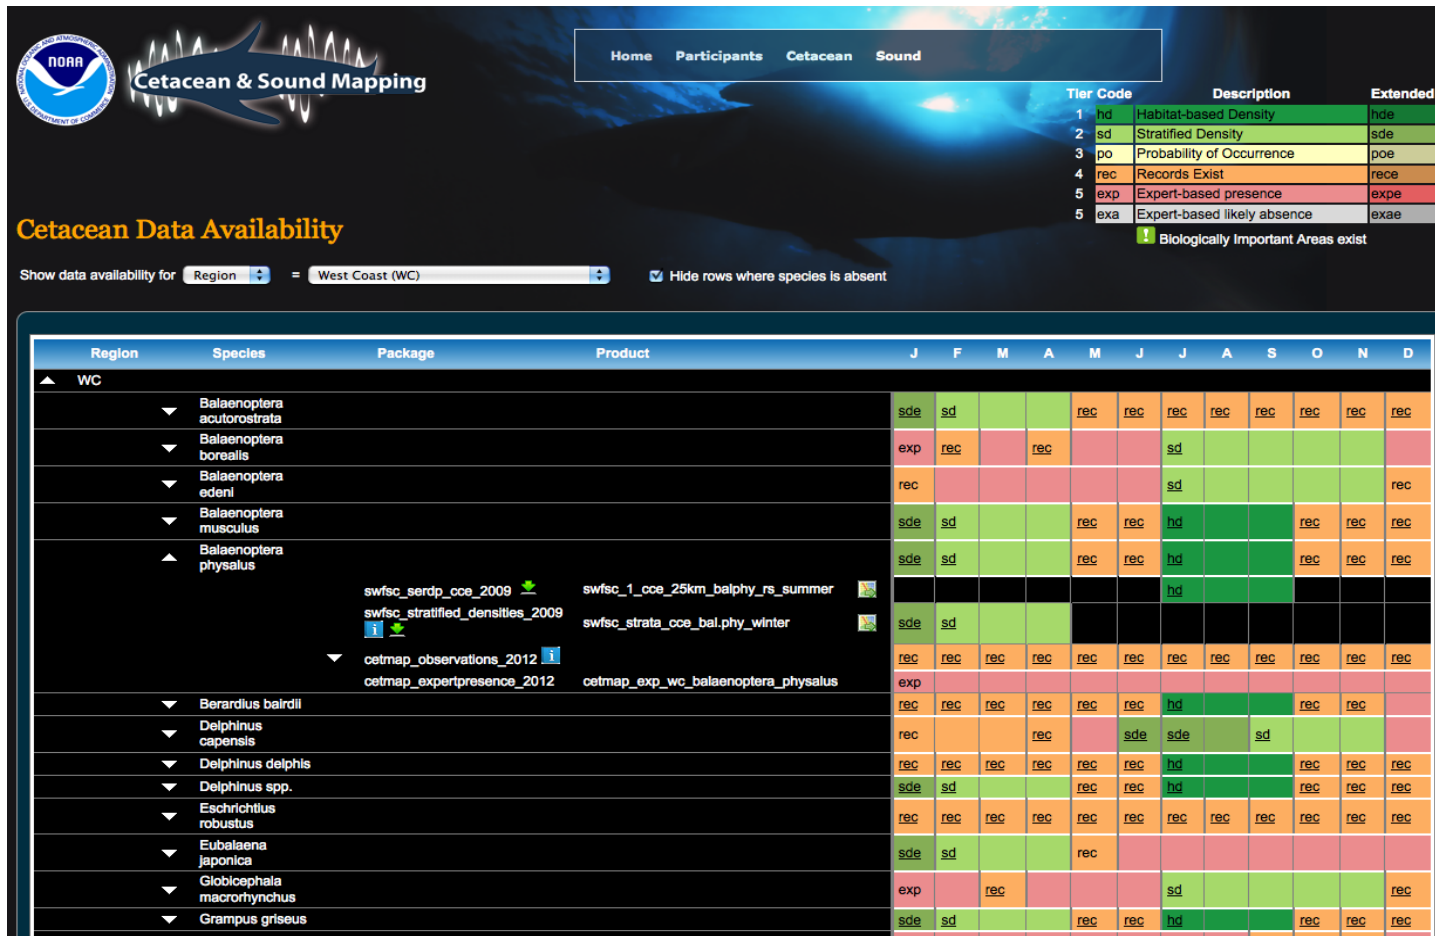 NATIONAL OCEANIC AND ATMOSPHERIC ADMINISTRATION
NOAA
U.S. DEPARTMENT OF COMMERCE
Cetacean & Sound Mapping
Home Participants Cetacean Sound
Tier Code Description Extended
1 hd Habitat-based Density hde
2 sd Stratified Density sde
3 po Probability of Occurrence poe
4 rec Records Exist rece
5 exp Expert-based presence expe
5 exa Expert-based likely absence exae
! Biologically Important Areas exist
Cetacean Data Availability
Show data availability for Region = West Coast (WC) Hide rows where species is absent
Region Species Package Product J F M A M J J A S O N D
WC
Balaenoptera
acutorostrata
sde sd rec rec rec rec rec rec rec rec
Balaenoptera
borealis
exp rec rec sd
Balaenoptera
edeni
rec sd rec
Balaenoptera
musculus
sde sd rec rec hd rec rec rec
Balaenoptera
physalus
sde sd rec rec hd rec rec rec
swfsc_serdp_cce_2009 swfsc_1_cce_25km_balphy_rs_summer hd
swfsc_stratified_densities_2009
i swfsc_strata_cce_bal.phy_winter sde sd
cetmap_observations_2012 i rec rec rec rec rec rec rec rec rec rec rec rec
cetmap_expertpresence_2012 cetmap_exp_wc_balaenoptera_physalus exp
Berardius bairdii rec rec rec rec rec rec hd rec rec
Delphinus
capensis
rec rec sde sde sd
Delphinus delphis rec rec rec rec rec rec hd rec rec rec
Delphinus spp. sde sd rec rec hd rec rec rec
Eschrichtius
robustus
rec rec rec rec rec rec rec rec rec rec rec rec
Eubalaena
japonica
sde sd rec
Globicephala
macrorhynchus
exp rec sd rec
Grampus griseus sde sd rec rec hd rec rec rec